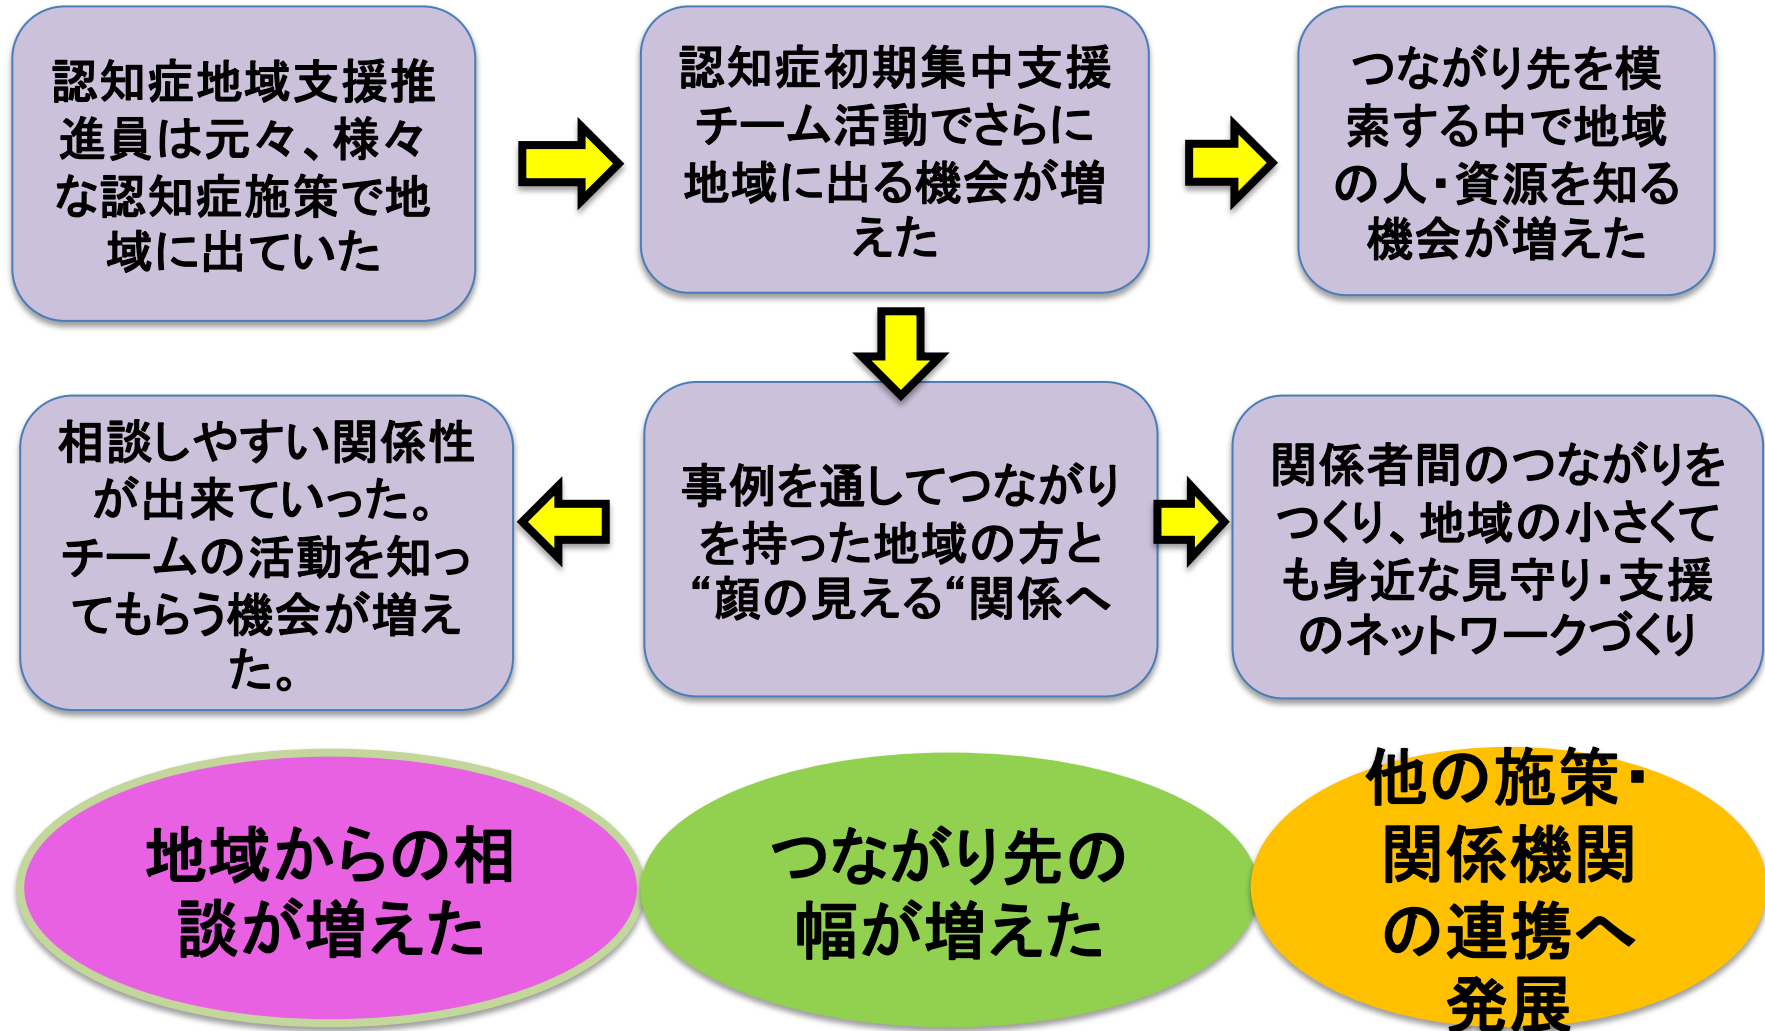 認知症地域支援推
進員は元々、様々
な認知症施策で地
域に出ていた
認知症初期集中支援
チーム活動でさらに
地域に出る機会が増
えた
つながり先を模
索する中で地域
の人・資源を知る
機会が増えた
相談しやすい関係性
が出来ていった。
チームの活動を知っ
てもらう機会が増え
た。
事例を通してつながり
を持った地域の方と
“顔の見える“関係へ
関係者間のつながりを
つくり、地域の小さくて
も身近な見守り・支援
のネットワークづくり
地域からの相
談が増えた
つながり先の
幅が増えた
他の施策・
関係機関
の連携へ
発展